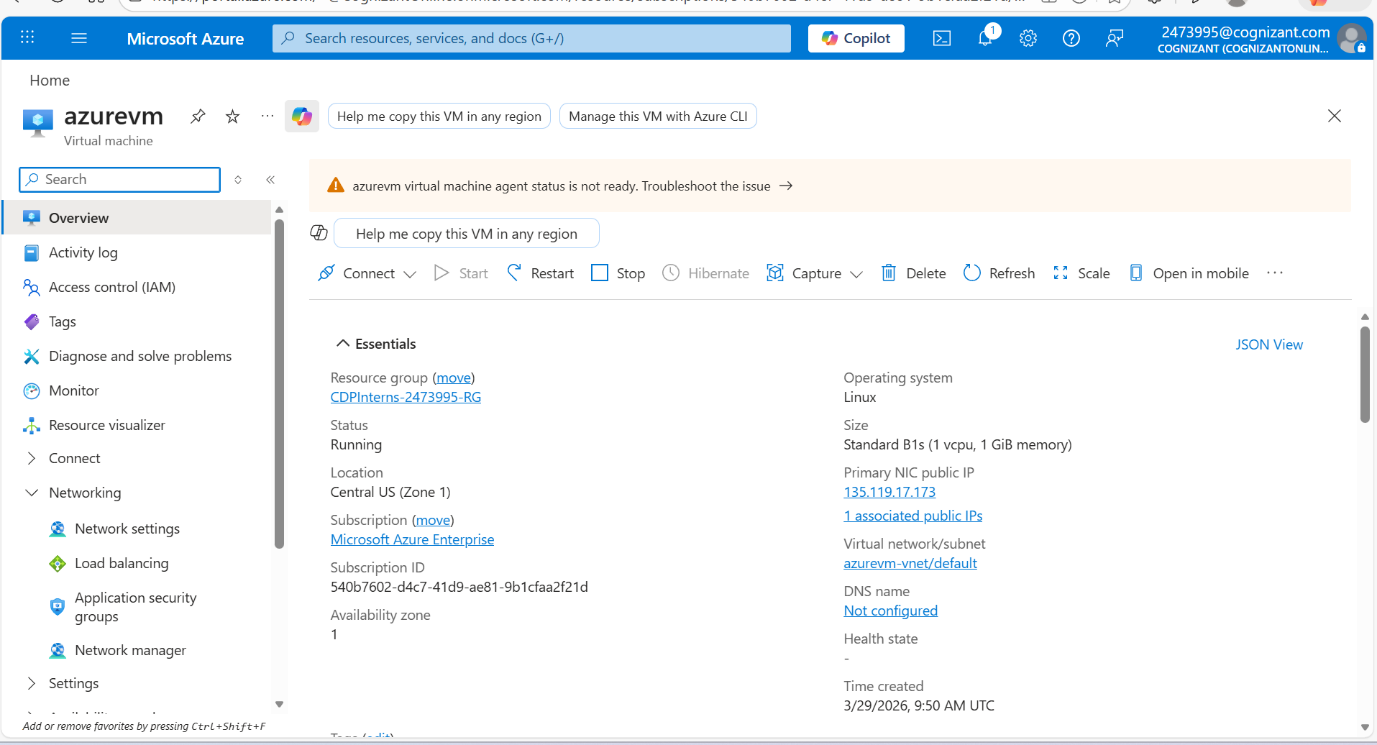 Microsoft Azure
Search resources, services, and docs (G+/)
Copilot
1
2473995@cognizant.com
COGNIZANT (COGNIZANTONLIN...
Home
azurevm
Virtual machine
Help me copy this VM in any region
Manage this VM with Azure CLI
Search
azurevm virtual machine agent status is not ready. Troubleshoot the issue →
Help me copy this VM in any region
Connect
Start
Restart
Stop
Hibernate
Capture
Delete
Refresh
Scale
Open in mobile
Overview
Activity log
Access control (IAM)
Tags
Diagnose and solve problems
Monitor
Resource visualizer
Connect
Networking
Network settings
Load balancing
Application security
groups
Network manager
Settings
Add or remove favorites by pressing Ctrl+Shift+F
Essentials
JSON View
Resource group (move)
CDPInterns-2473995-RG
Status
Running
Location
Central US (Zone 1)
Subscription (move)
Microsoft Azure Enterprise
Subscription ID
540b7602-d4c7-41d9-ae81-9b1cfaa2f21d
Availability zone
1
Operating system
Linux
Size
Standard B1s (1 vcpu, 1 GiB memory)
Primary NIC public IP
135.119.17.173
1 associated public IPs
Virtual network/subnet
azurevm-vnet/default
DNS name
Not configured
Health state
-
Time created
3/29/2026, 9:50 AM UTC
Tags (edit)